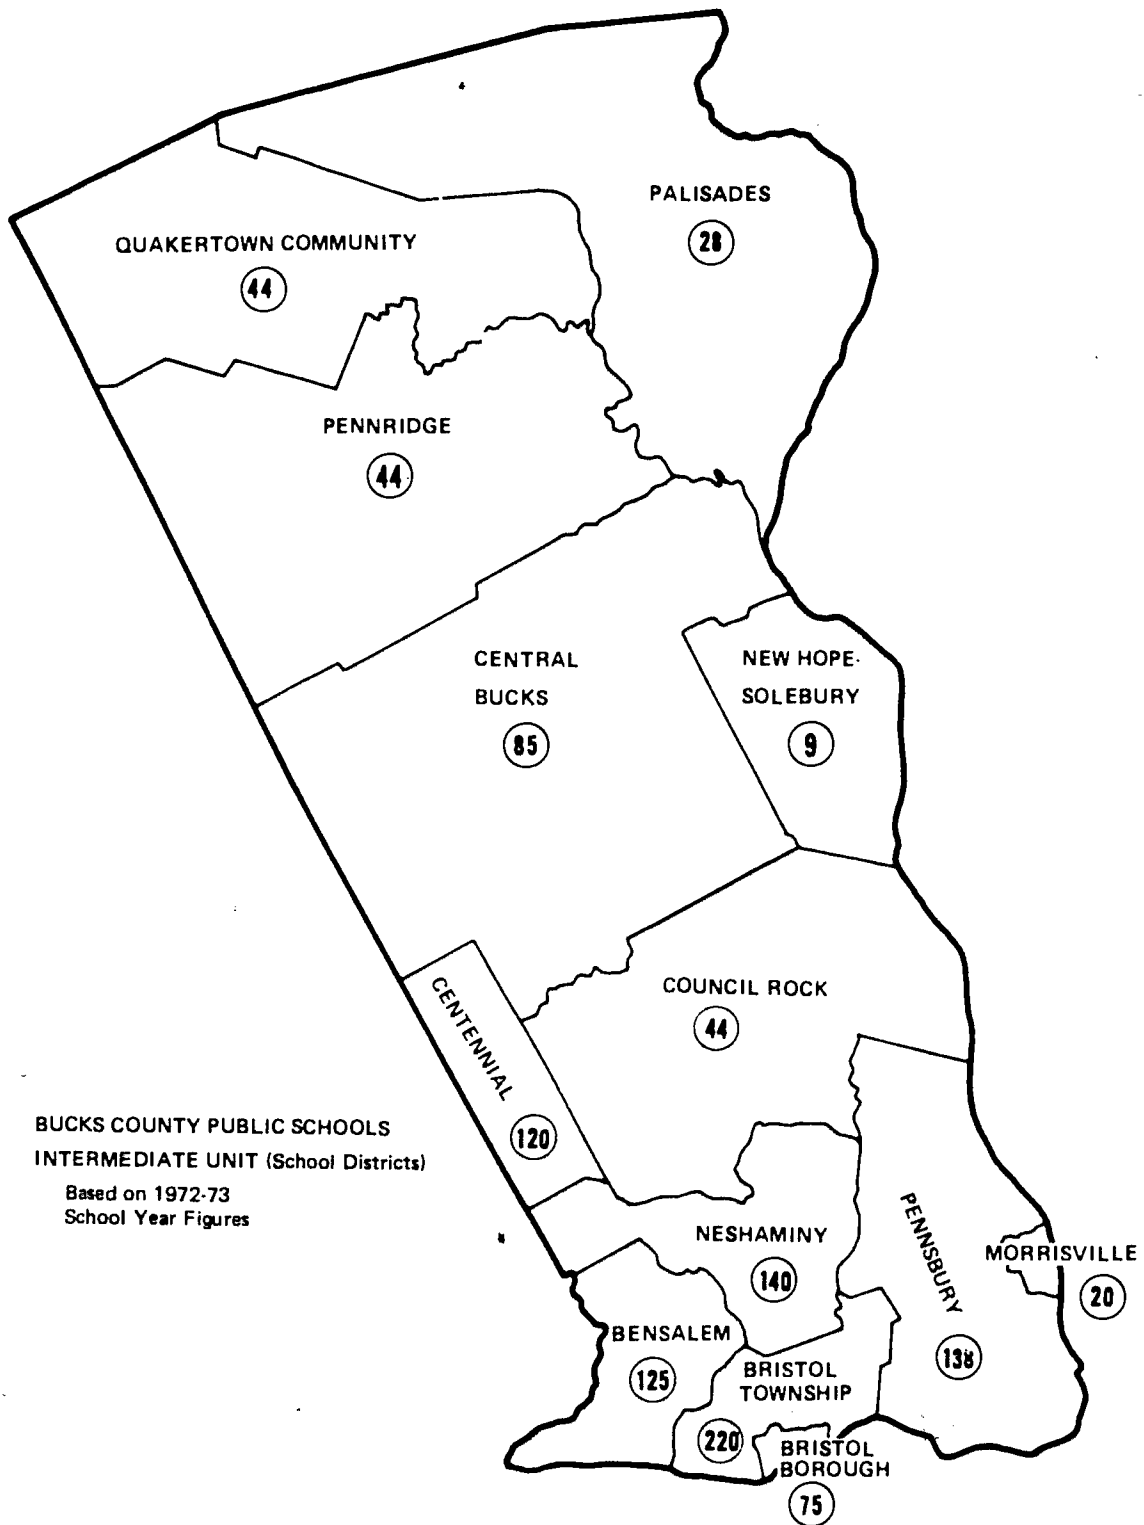 PALISADES
28
QUAKERTOWN COMMUNITY
44
PENNRIDGE
44
CENTRAL
BUCKS
85
NEW HOPE-
SOLEBURY
9
COUNCIL ROCK
44
CENTENNIAL
120
BUCKS COUNTY PUBLIC SCHOOLS
INTERMEDIATE UNIT (School Districts)
Based on 1972-73
School Year Figures
NESHAMINY
140
PENNSBURY
138
MORRISVILLE
20
BENSALEM
125
BRISTOL
TOWNSHIP
220
BRISTOL
BOROUGH
75